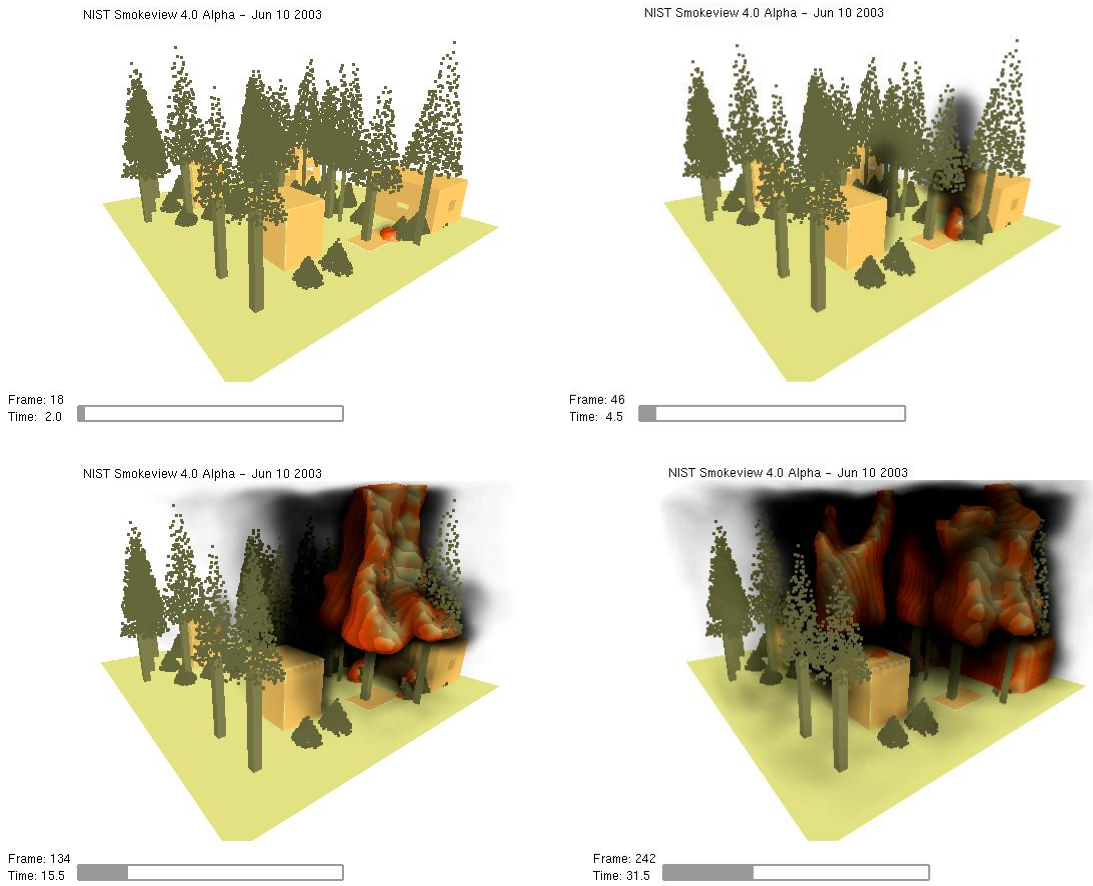 NIST Smokeview 4.0 Alpha – Jun 10 2003
Frame: 18
Time: 2.0
NIST Smokeview 4.0 Alpha – Jun 10 2003
Frame: 46
Time: 4.5
NIST Smokeview 4.0 Alpha – Jun 10 2003
Frame: 134
Time: 15.5
NIST Smokeview 4.0 Alpha – Jun 10 2003
Frame: 242
Time: 31.5